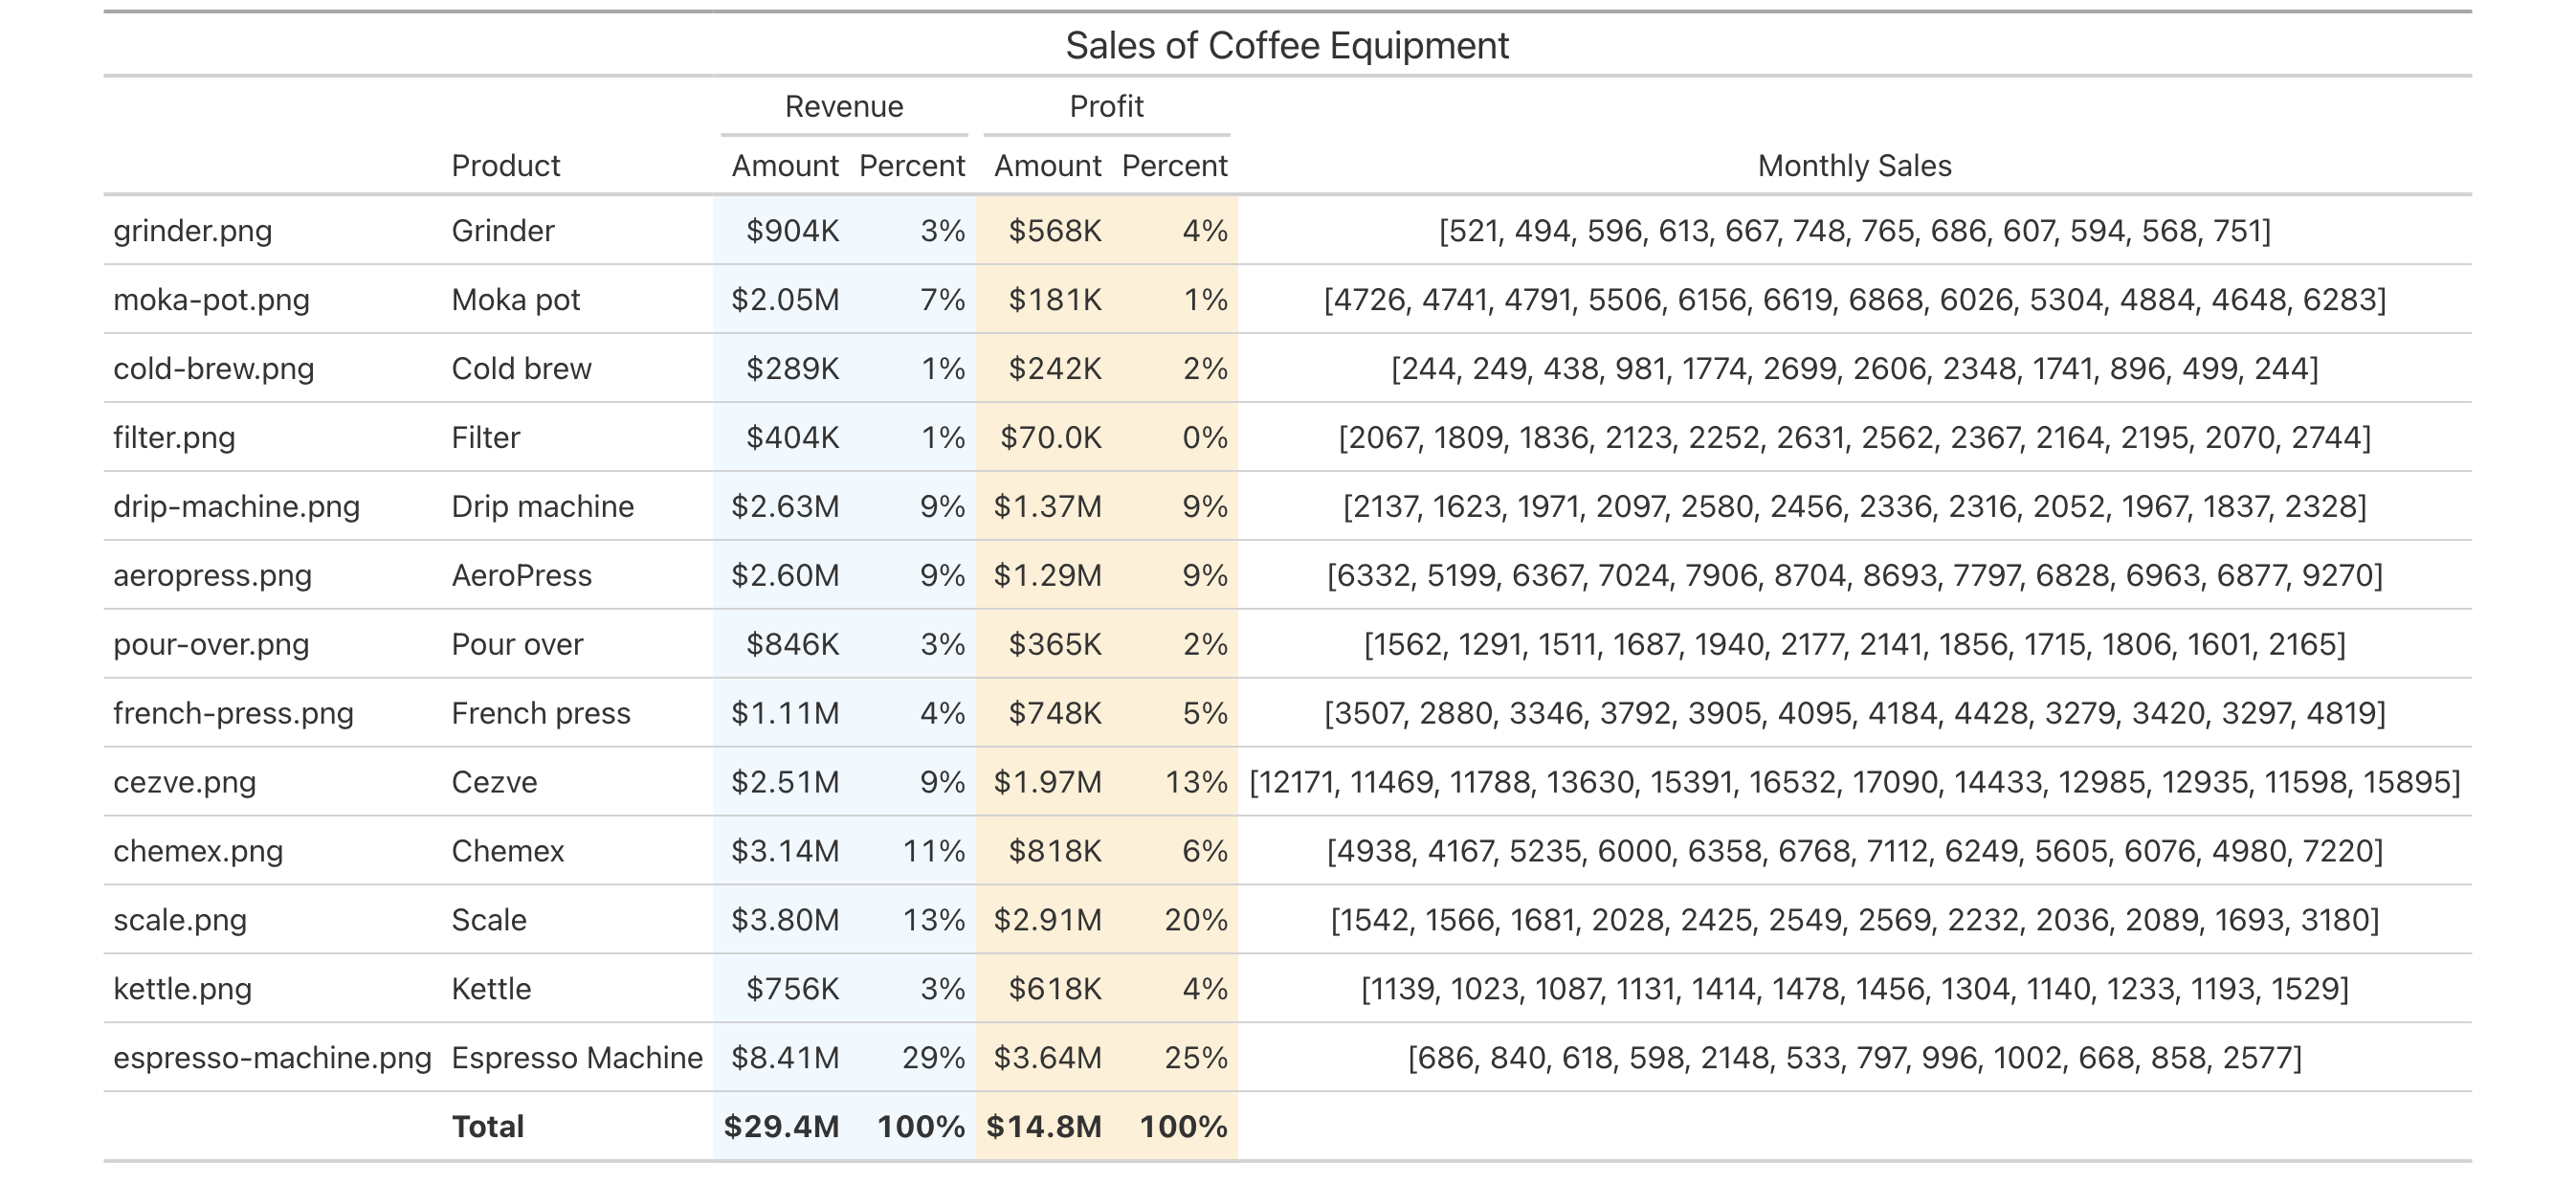 Sales of Coffee Equipment
Revenue Profit
Product Amount Percent Amount Percent Monthly Sales
grinder.png Grinder $904K 3% $568K 4% [521, 494, 596, 613, 667, 748, 765, 686, 607, 594, 568, 751]
moka-pot.png Moka pot $2.05M 7% $181K 1% [4726, 4741, 4791, 5506, 6156, 6619, 6868, 6026, 5304, 4884, 4648, 6283]
cold-brew.png Cold brew $289K 1% $242K 2% [244, 249, 438, 981, 1774, 2699, 2606, 2348, 1741, 896, 499, 244]
filter.png Filter $404K 1% $70.0K 0% [2067, 1809, 1836, 2123, 2252, 2631, 2562, 2367, 2164, 2195, 2070, 2744]
drip-machine.png Drip machine $2.63M 9% $1.37M 9% [2137, 1623, 1971, 2097, 2580, 2456, 2336, 2316, 2052, 1967, 1837, 2328]
aeropress.png AeroPress $2.60M 9% $1.29M 9% [6332, 5199, 6367, 7024, 7906, 8704, 8693, 7797, 6828, 6963, 6877, 9270]
pour-over.png Pour over $846K 3% $365K 2% [1562, 1291, 1511, 1687, 1940, 2177, 2141, 1856, 1715, 1806, 1601, 2165]
french-press.png French press $1.11M 4% $748K 5% [3507, 2880, 3346, 3792, 3905, 4095, 4184, 4428, 3279, 3420, 3297, 4819]
cezve.png Cezve $2.51M 9% $1.97M 13% [12171, 11469, 11788, 13630, 15391, 16532, 17090, 14433, 12985, 12935, 11598, 15895]
chemex.png Chemex $3.14M 11% $818K 6% [4938, 4167, 5235, 6000, 6358, 6768, 7112, 6249, 5605, 6076, 4980, 7220]
scale.png Scale $3.80M 13% $2.91M 20% [1542, 1566, 1681, 2028, 2425, 2549, 2569, 2232, 2036, 2089, 1693, 3180]
kettle.png Kettle $756K 3% $618K 4% [1139, 1023, 1087, 1131, 1414, 1478, 1456, 1304, 1140, 1233, 1193, 1529]
espresso-machine.png Espresso Machine $8.41M 29% $3.64M 25% [686, 840, 618, 598, 2148, 533, 797, 996, 1002, 668, 858, 2577]
Total $29.4M 100% $14.8M 100%